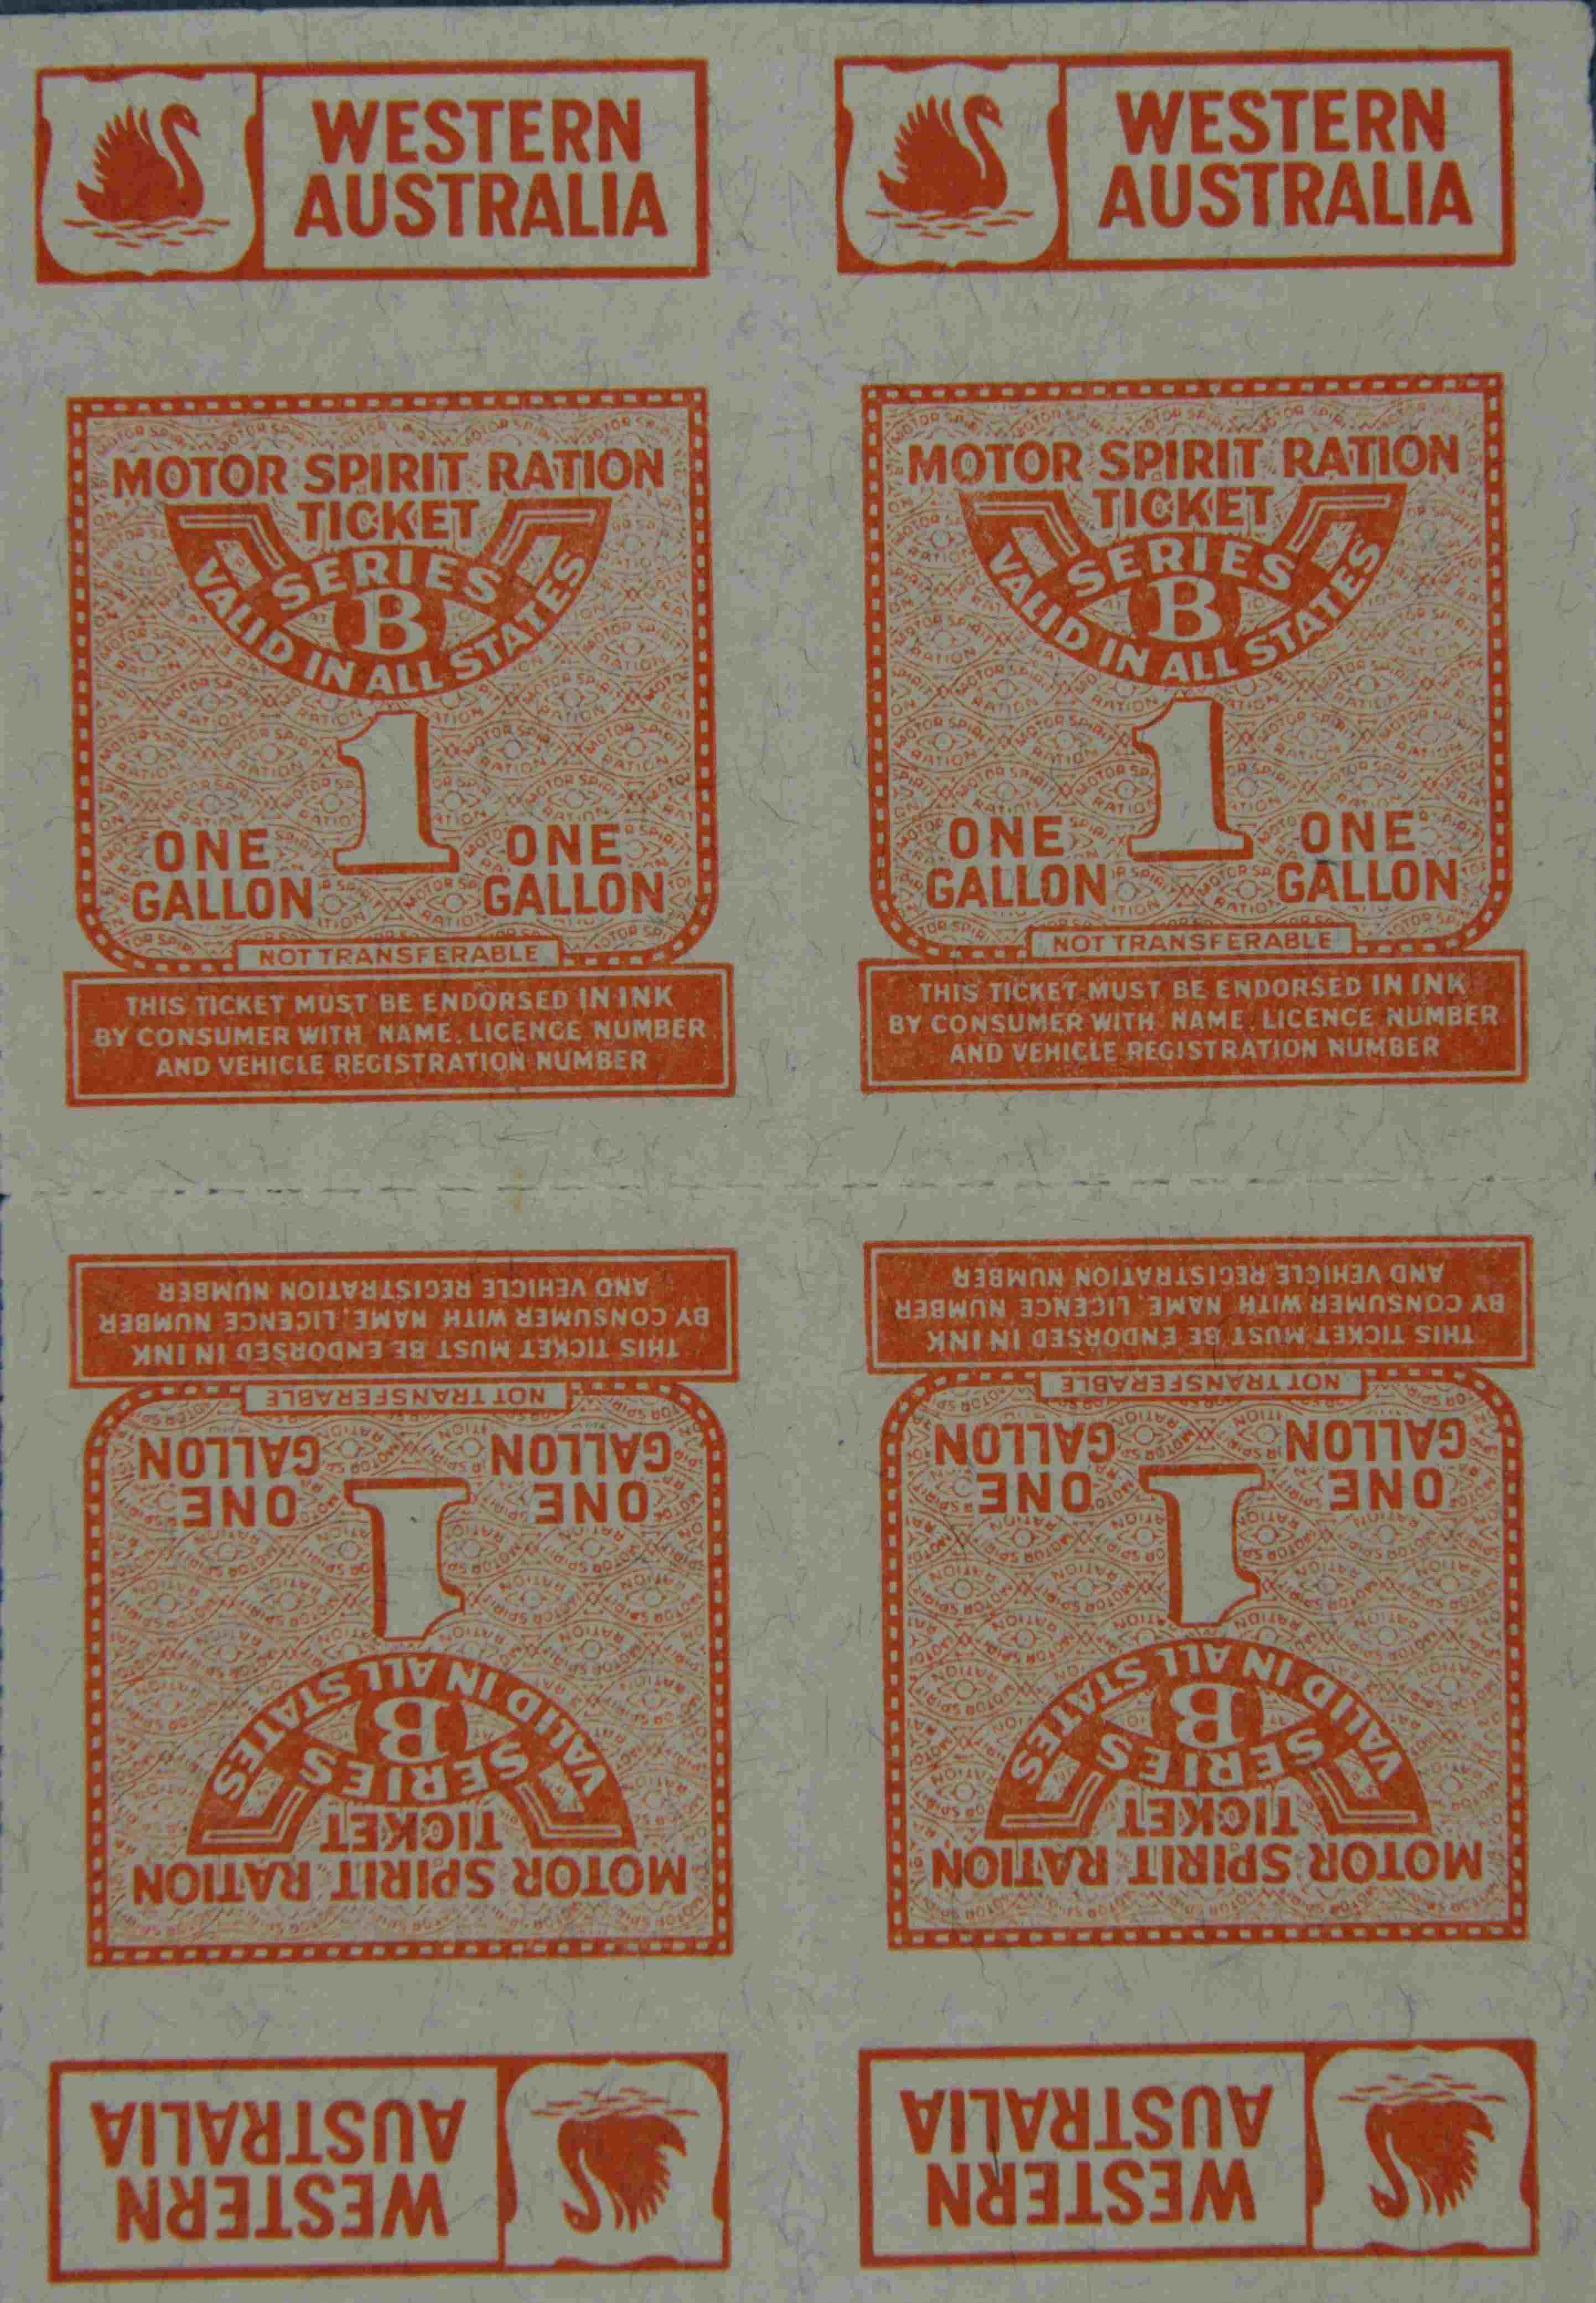 WESTERN
AUSTRALIA
MOTOR SPIRIT RATION
TICKET
SERIES
B
VALID IN ALL STATES
1
ONE
GALLON
ONE
GALLON
NOT TRANSFERABLE
THIS TICKET MUST BE ENDORSED IN INK
BY CONSUMER WITH NAME, LICENCE NUMBER
AND VEHICLE REGISTRATION NUMBER
WESTERN
AUSTRALIA
MOTOR SPIRIT RATION
TICKET
SERIES
B
VALID IN ALL STATES
1
ONE
GALLON
ONE
GALLON
NOT TRANSFERABLE
THIS TICKET MUST BE ENDORSED IN INK
BY CONSUMER WITH NAME, LICENCE NUMBER
AND VEHICLE REGISTRATION NUMBER
WESTERN
AUSTRALIA
MOTOR SPIRIT RATION
TICKET
SERIES
B
VALID IN ALL STATES
1
ONE
GALLON
ONE
GALLON
NOT TRANSFERABLE
THIS TICKET MUST BE ENDORSED IN INK
BY CONSUMER WITH NAME, LICENCE NUMBER
AND VEHICLE REGISTRATION NUMBER
WESTERN
AUSTRALIA
MOTOR SPIRIT RATION
TICKET
SERIES
B
VALID IN ALL STATES
1
ONE
GALLON
ONE
GALLON
NOT TRANSFERABLE
THIS TICKET MUST BE ENDORSED IN INK
BY CONSUMER WITH NAME, LICENCE NUMBER
AND VEHICLE REGISTRATION NUMBER